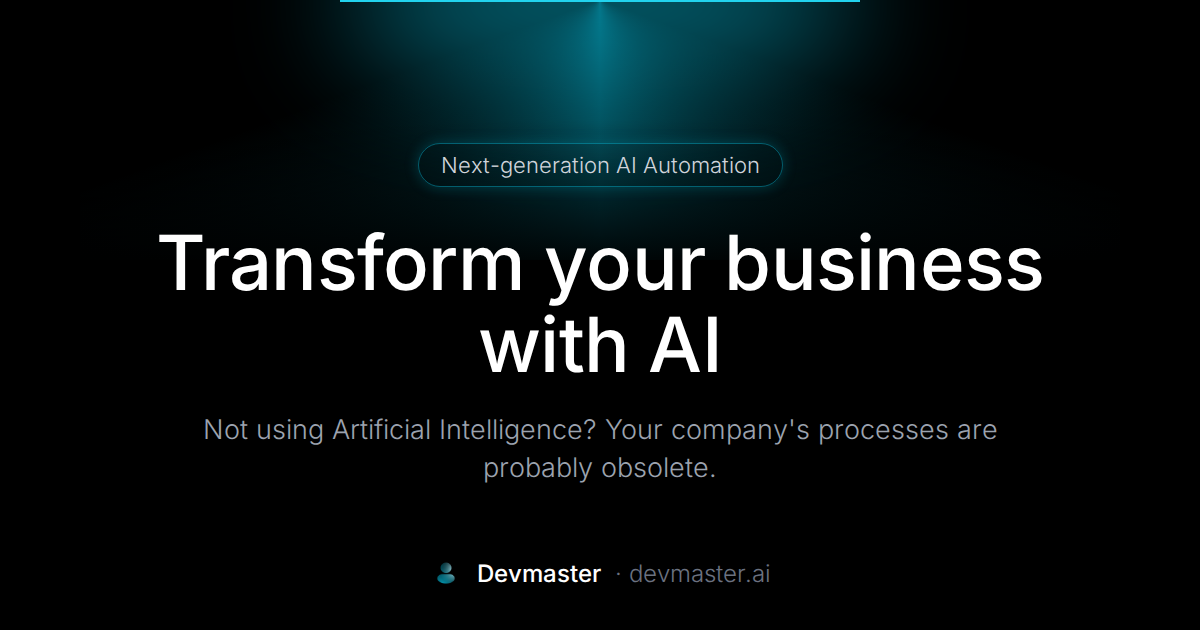 Next-generation AI Automation
Transform your business
with AI
Not using Artificial Intelligence? Your company's processes are
probably obsolete.
Devmaster · devmaster.ai